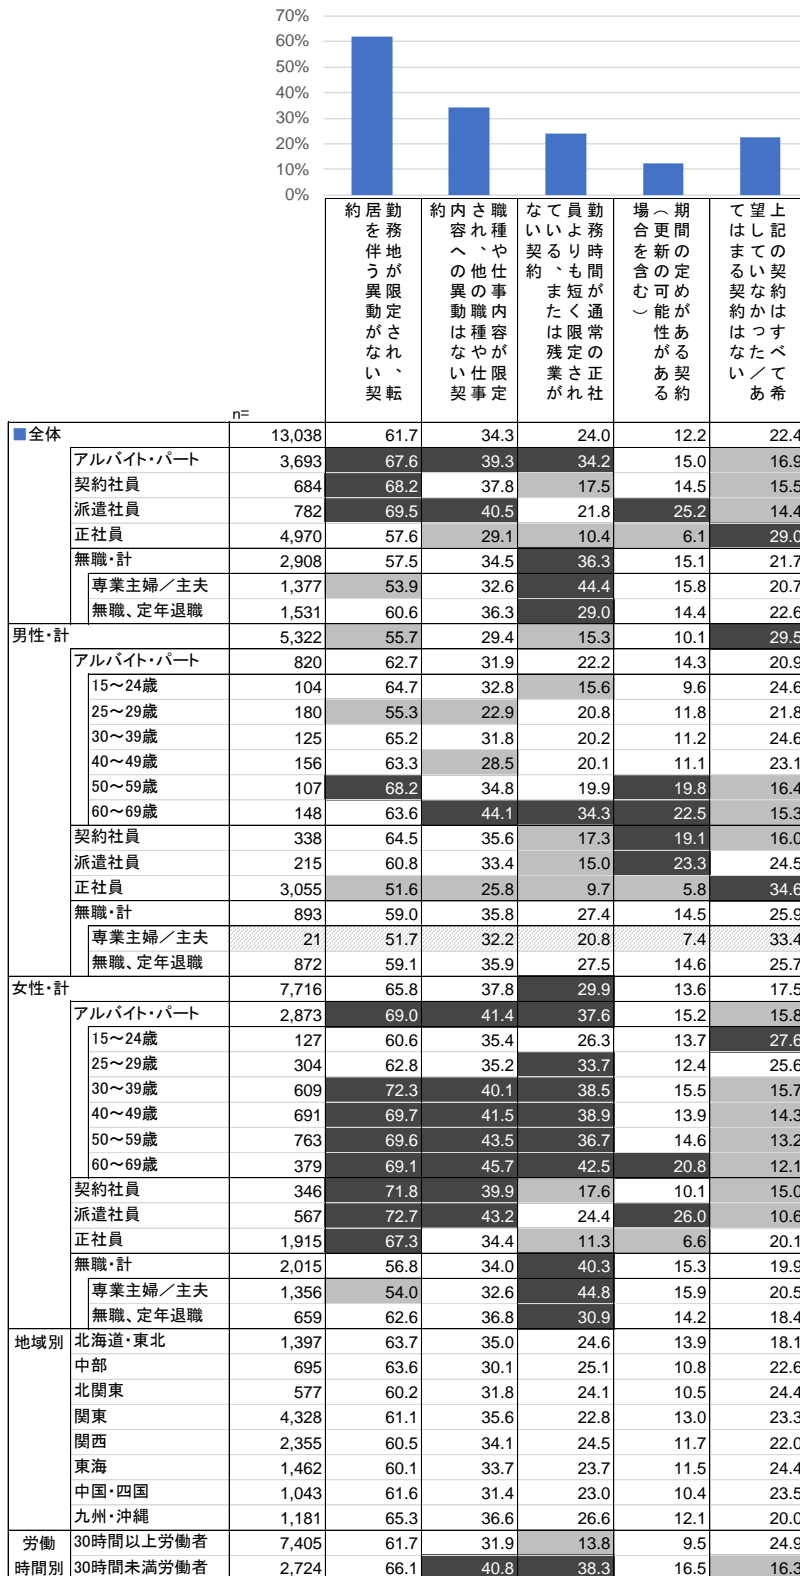 70%
60%
50%
40%
30%
20%
10%
0%
勤務地が限定され、転
居を伴う異動がない契
約
職種や仕事内容が限定
され、他の職種や仕事
内容への異動はない契
約
勤務時間が通常の正社
員よりも短く限定され
ている、または残業が
ない契約
期間の定めがある契約
（更新の可能性がある
場合を含む）
上記の契約はすべて希
望していなかった／あ
てはまる契約はない
n=
■全体 13,038 61.7 34.3 24.0 12.2 22.4
アルバイト・パート 3,693 67.6 39.3 34.2 15.0 16.9
契約社員 684 68.2 37.8 17.5 14.5 15.5
派遣社員 782 69.5 40.5 21.8 25.2 14.4
正社員 4,970 57.6 29.1 10.4 6.1 29.0
無職・計 2,908 57.5 34.5 36.3 15.1 21.7
専業主婦／主夫 1,377 53.9 32.6 44.4 15.8 20.7
無職、定年退職 1,531 60.6 36.3 29.0 14.4 22.6
男性・計 5,322 55.7 29.4 15.3 10.1 29.5
アルバイト・パート 820 62.7 31.9 22.2 14.3 20.9
15～24歳 104 64.7 32.8 15.6 9.6 24.6
25～29歳 180 55.3 22.9 20.8 11.8 21.8
30～39歳 125 65.2 31.8 20.2 11.2 24.6
40～49歳 156 63.3 28.5 20.1 11.1 23.1
50～59歳 107 68.2 34.8 19.9 19.8 16.4
60～69歳 148 63.6 44.1 34.3 22.5 15.3
契約社員 338 64.5 35.6 17.3 19.1 16.0
派遣社員 215 60.8 33.4 15.0 23.3 24.5
正社員 3,055 51.6 25.8 9.7 5.8 34.6
無職・計 893 59.0 35.8 27.4 14.5 25.9
専業主婦／主夫 21 51.7 32.2 20.8 7.4 33.4
無職、定年退職 872 59.1 35.9 27.5 14.6 25.7
女性・計 7,716 65.8 37.8 29.9 13.6 17.5
アルバイト・パート 2,873 69.0 41.4 37.6 15.2 15.8
15～24歳 127 60.6 35.4 26.3 13.7 27.6
25～29歳 304 62.8 35.2 33.7 12.4 25.6
30～39歳 609 72.3 40.1 38.5 15.5 15.7
40～49歳 691 69.7 41.5 38.9 13.9 14.3
50～59歳 763 69.6 43.5 36.7 14.6 13.2
60～69歳 379 69.1 45.7 42.5 20.8 12.1
契約社員 346 71.8 39.9 17.6 10.1 15.0
派遣社員 567 72.7 43.2 24.4 26.0 10.6
正社員 1,915 67.3 34.4 11.3 6.6 20.1
無職・計 2,015 56.8 34.0 40.3 15.3 19.9
専業主婦／主夫 1,356 54.0 32.6 44.8 15.9 20.5
無職、定年退職 659 62.6 36.8 30.9 14.2 18.4
地域別 北海道・東北 1,397 63.7 35.0 24.6 13.9 18.1
中部 695 63.6 30.1 25.1 10.8 22.6
北関東 577 60.2 31.8 24.1 10.5 24.4
関東 4,328 61.1 35.6 22.8 13.0 23.3
関西 2,355 60.5 34.1 24.5 11.7 22.0
東海 1,462 60.1 33.7 23.7 11.5 24.4
中国・四国 1,043 61.6 31.4 23.0 10.4 23.5
九州・沖縄 1,181 65.3 36.6 26.6 12.1 20.0
労働 30時間以上労働者 7,405 61.7 31.9 13.8 9.5 24.9
時間別 30時間未満労働者 2,724 66.1 40.8 38.3 16.5 16.3